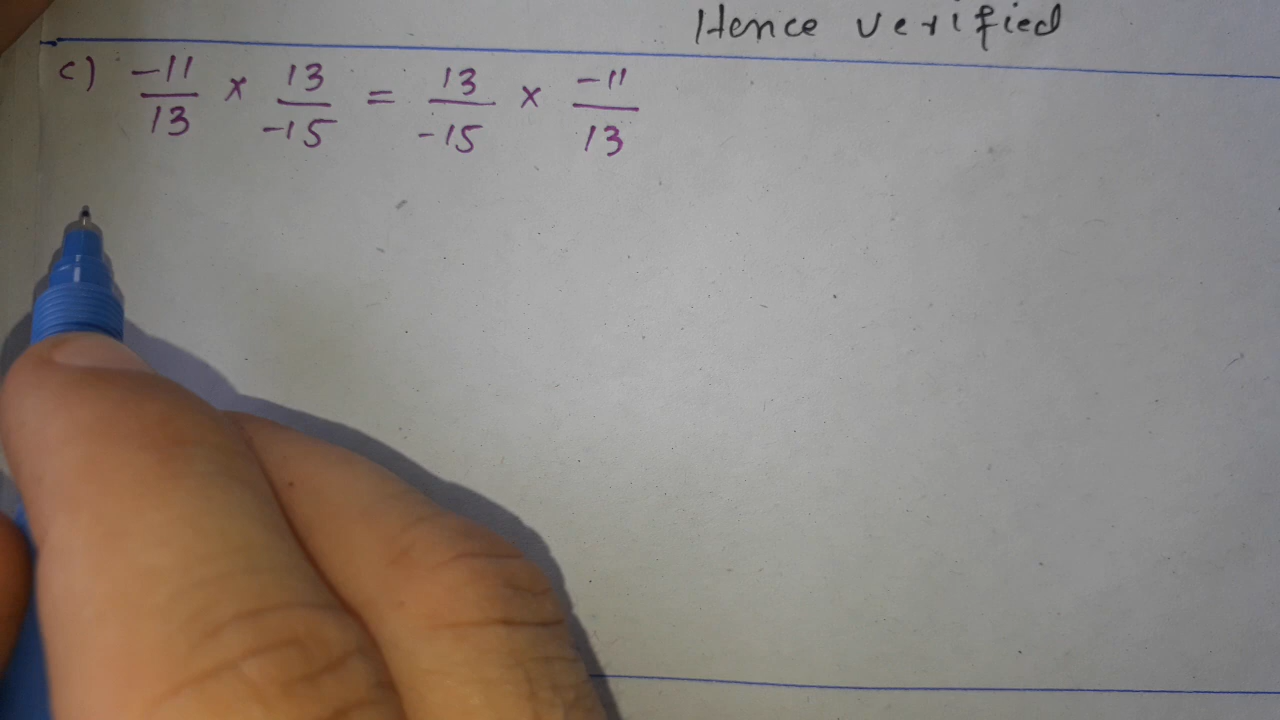 Hence verified
c) -11/13 × 13/-15 = 13/-15 × -11/13